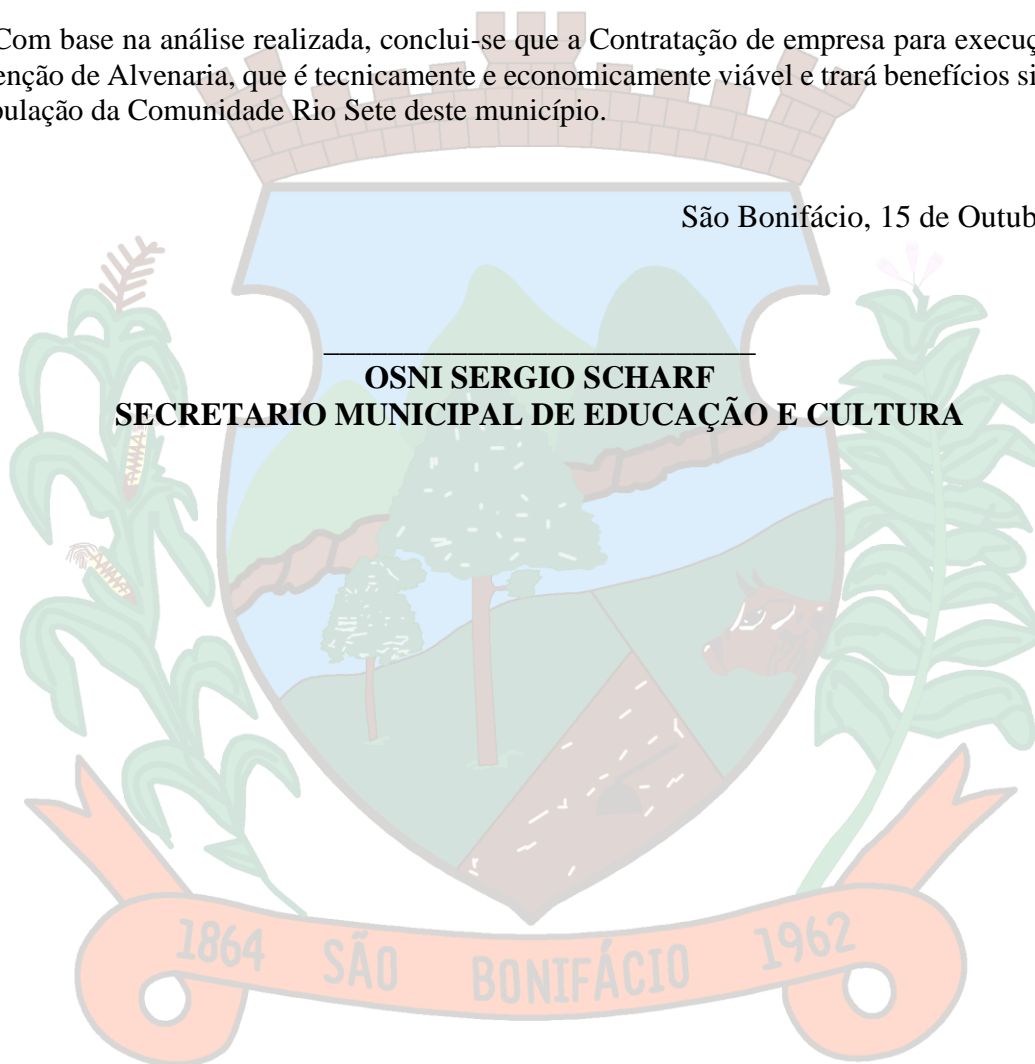 Com base na análise realizada, conclui-se que a Contratação de empresa para execuç
enção de Alvenaria, que é tecnicamente e economicamente viável e trará benefícios si
pulação da Comunidade Rio Sete deste município.
São Bonifácio, 15 de Outub
OSNI SERGIO SCHARF
SECRETARIO MUNICIPAL DE EDUCAÇÃO E CULTURA
1864 SÃO BONIFÁCIO 1962